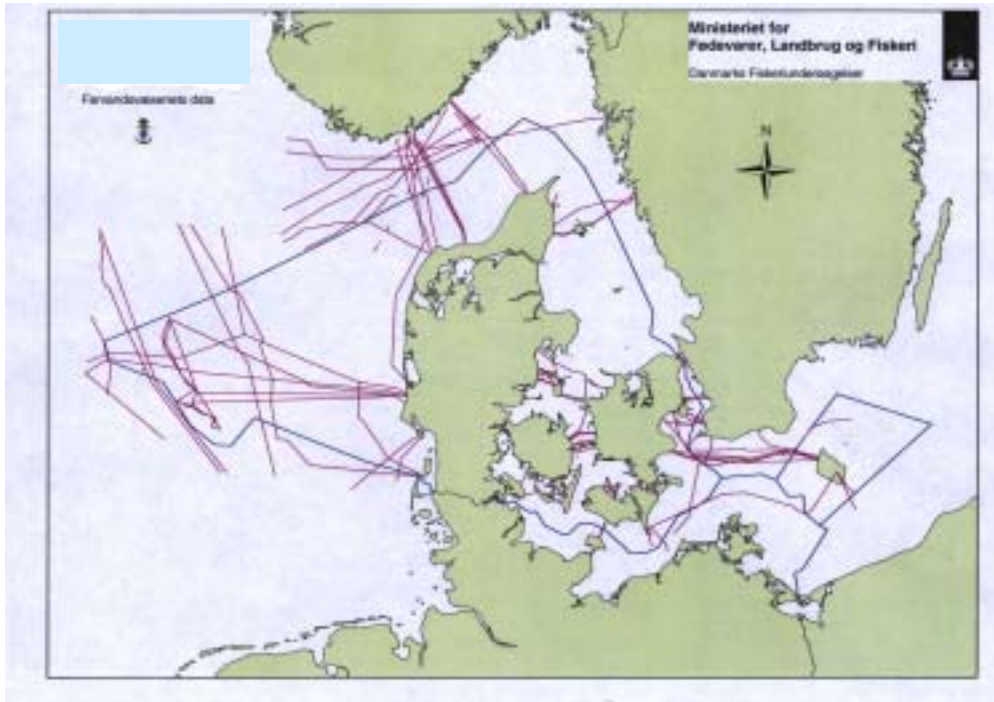 Ministeriet for
Fødevarer, Landbrug og Fiskeri
Danmarks Fiskeriundersøgelser
Farvandsvæsenets data
N